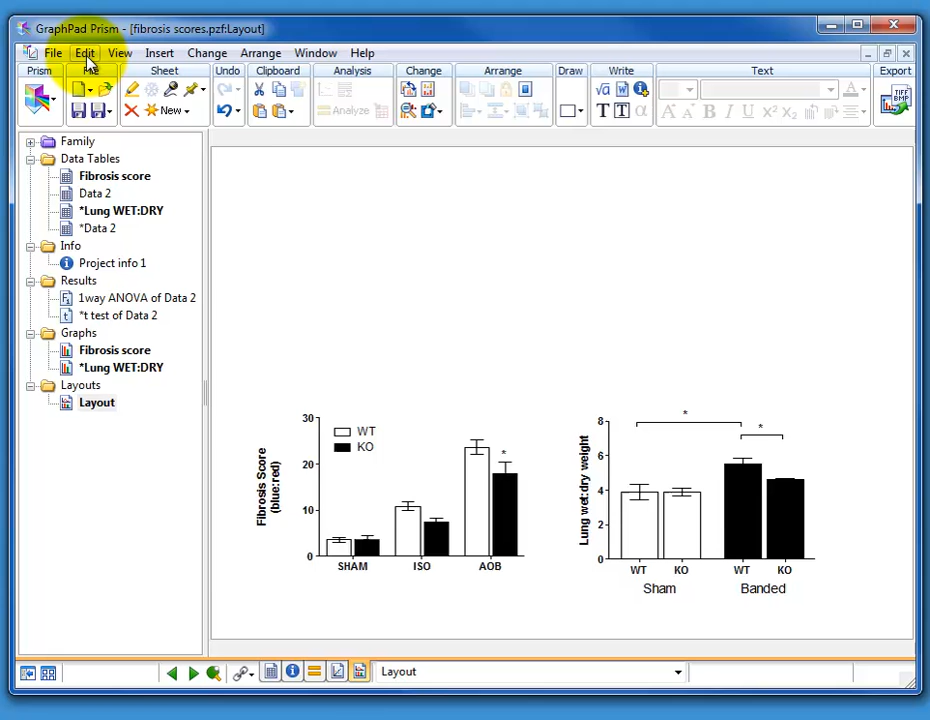 GraphPad Prism - [fibrosis scores.pzf:Layout]
File Edit View Insert Change Arrange Window Help
Prism Sheet Undo Clipboard Analysis Change Arrange Draw Write Text Export
New
Analyze
TIFF
BMP
Family
Data Tables
Fibrosis score
Data 2
*Lung WET:DRY
*Data 2
Info
Project info 1
Results
1way ANOVA of Data 2
*t test of Data 2
Graphs
Fibrosis score
*Lung WET:DRY
Layouts
Layout
Fibrosis Score
(blue:red)
30
20
10
0
WT
KO
*
SHAM ISO AOB
Lung wet:dry weight
8
6
4
2
0
*
*
WT KO WT KO
Sham Banded
Layout